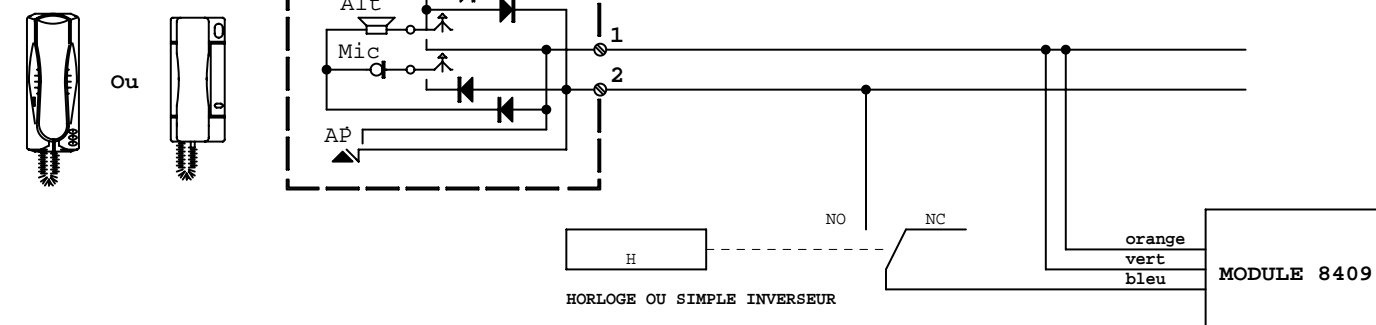 Alt
1
Mic
2
Ou
AP
NO
NC
orange
H
vert
bleu
MODULE 8409
HORLOGE OU SIMPLE INVERSEUR